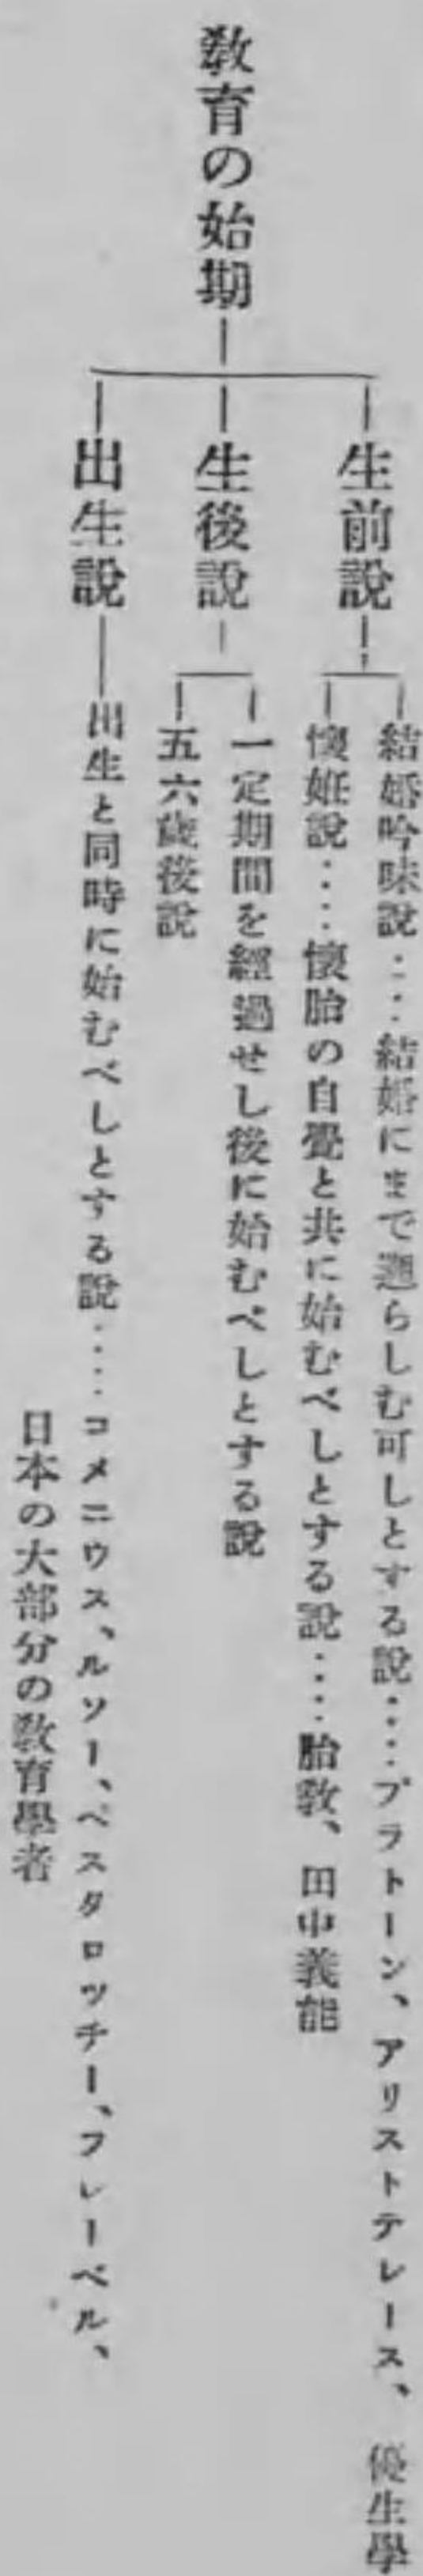 敎育の始期
生前說
結婚吟味說‥‥結婚にまで遡らしむ可しとする說‥‥プラトーン、アリストテレース、優生學
懷姙說‥‥懷胎の自覺と共に始むべしとする說‥‥胎敎、田中義能
生後說
一定期間を經過せし後に始むべしとする說
五六歲後說
出生說
出生と同時に始むべしとする說‥‥コメニウス、ルソー、ペスタロッチー、フレーベル、
日本の大部分の敎育學者